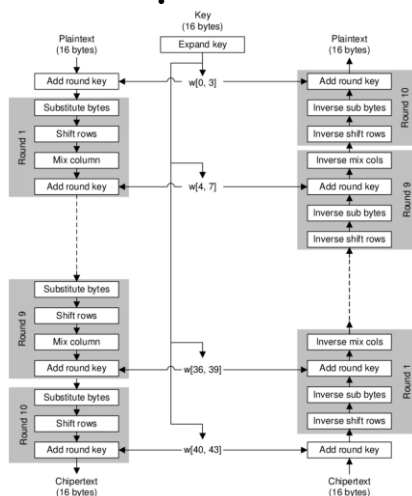 Key
(16 bytes)
Expand key
Plaintext
(16 bytes)
Add round key
Round 1
Substitute bytes
Shift rows
Mix column
Add round key
Round 9
Substitute bytes
Shift rows
Mix column
Add round key
Round 10
Substitute bytes
Shift rows
Add round key
Chipertext
(16 bytes)
w[0, 3]
w[4, 7]
w[36, 39]
w[40, 43]
Plaintext
(16 bytes)
Add round key
Inverse sub bytes
Inverse shift rows
Round 10
Inverse mix cols
Add round key
Inverse sub bytes
Inverse shift rows
Round 9
Inverse mix cols
Add round key
Inverse sub bytes
Inverse shift rows
Round 1
Add round key
Chipertext
(16 bytes)